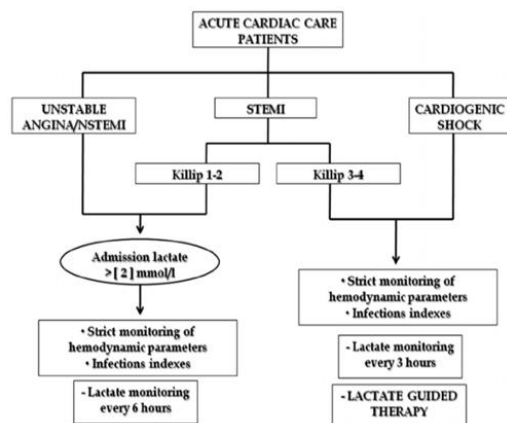 ACUTE CARDIAC CARE
PATIENTS
UNSTABLE
ANGINA/NSTEMI
STEMI
CARDIOGENIC
SHOCK
Killip 1-2
Killip 3-4
Admission lactate
>[ 2 ] mmol/l
• Strict monitoring of
hemodynamic parameters
• Infections indexes
- Lactate monitoring
every 6 hours
• Strict monitoring of
hemodynamic parameters
• Infections indexes
- Lactate monitoring
every 3 hours
- LACTATE GUIDED
THERAPY